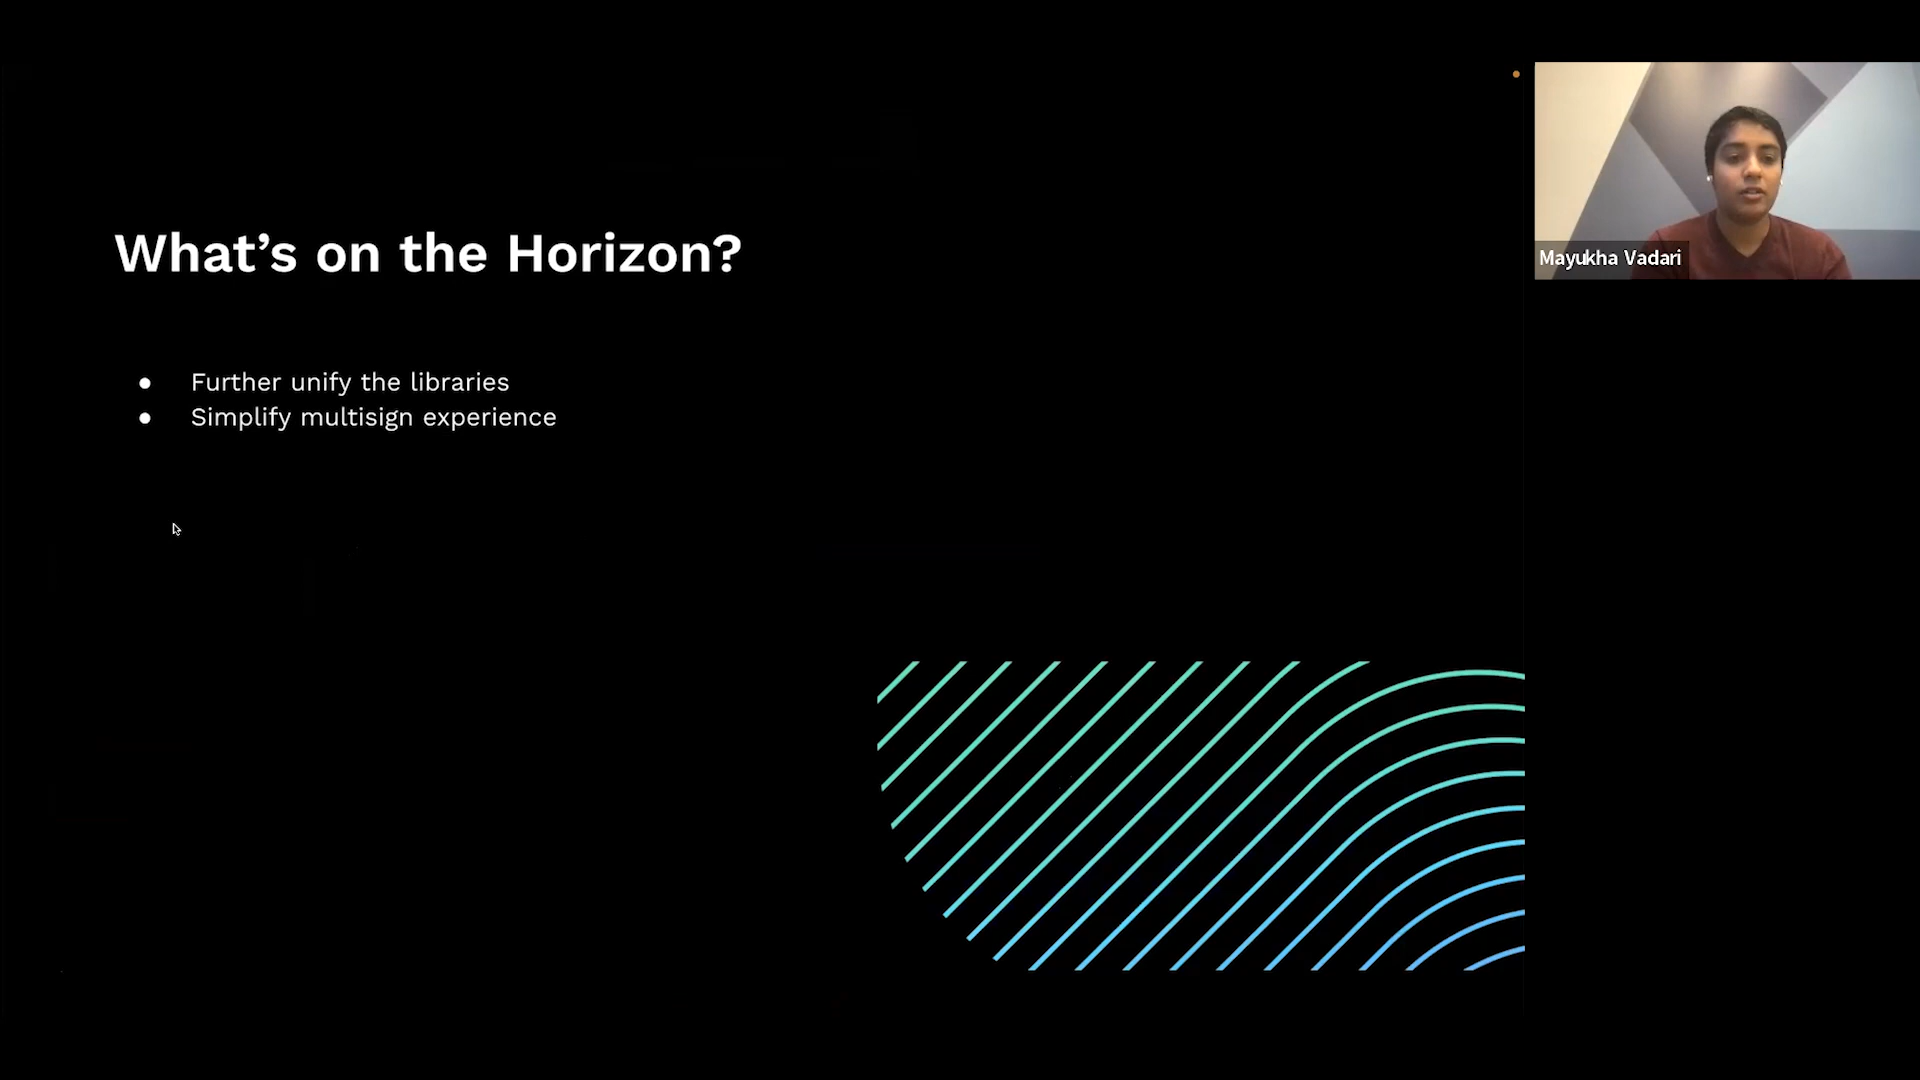 What’s on the Horizon?
● Further unify the libraries
● Simplify multisign experience
Mayukha Vadari